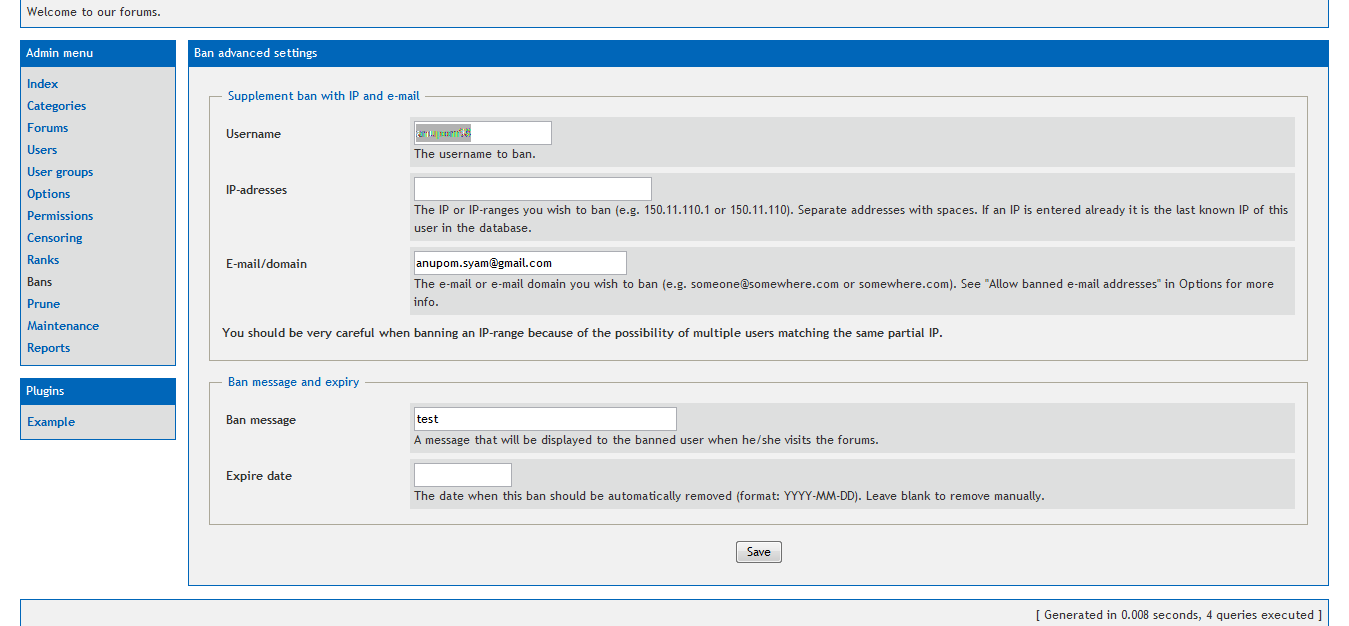 Welcome to our forums.
Admin menu
Index
Categories
Forums
Users
User groups
Options
Permissions
Censoring
Ranks
Bans
Prune
Maintenance
Reports
Plugins
Example
Ban advanced settings
Supplement ban with IP and e-mail
Username
The username to ban.
IP-adresses
The IP or IP-ranges you wish to ban (e.g. 150.11.110.1 or 150.11.110). Separate addresses with spaces. If an IP is entered already it is the last known IP of this
user in the database.
E-mail/domain
anupom.syam@gmail.com
The e-mail or e-mail domain you wish to ban (e.g. someone@somewhere.com or somewhere.com). See "Allow banned e-mail addresses" in Options for more
info.
You should be very careful when banning an IP-range because of the possibility of multiple users matching the same partial IP.
Ban message and expiry
Ban message
test
A message that will be displayed to the banned user when he/she visits the forums.
Expire date
The date when this ban should be automatically removed (format: YYYY-MM-DD). Leave blank to remove manually.
Save
[ Generated in 0.008 seconds, 4 queries executed ]